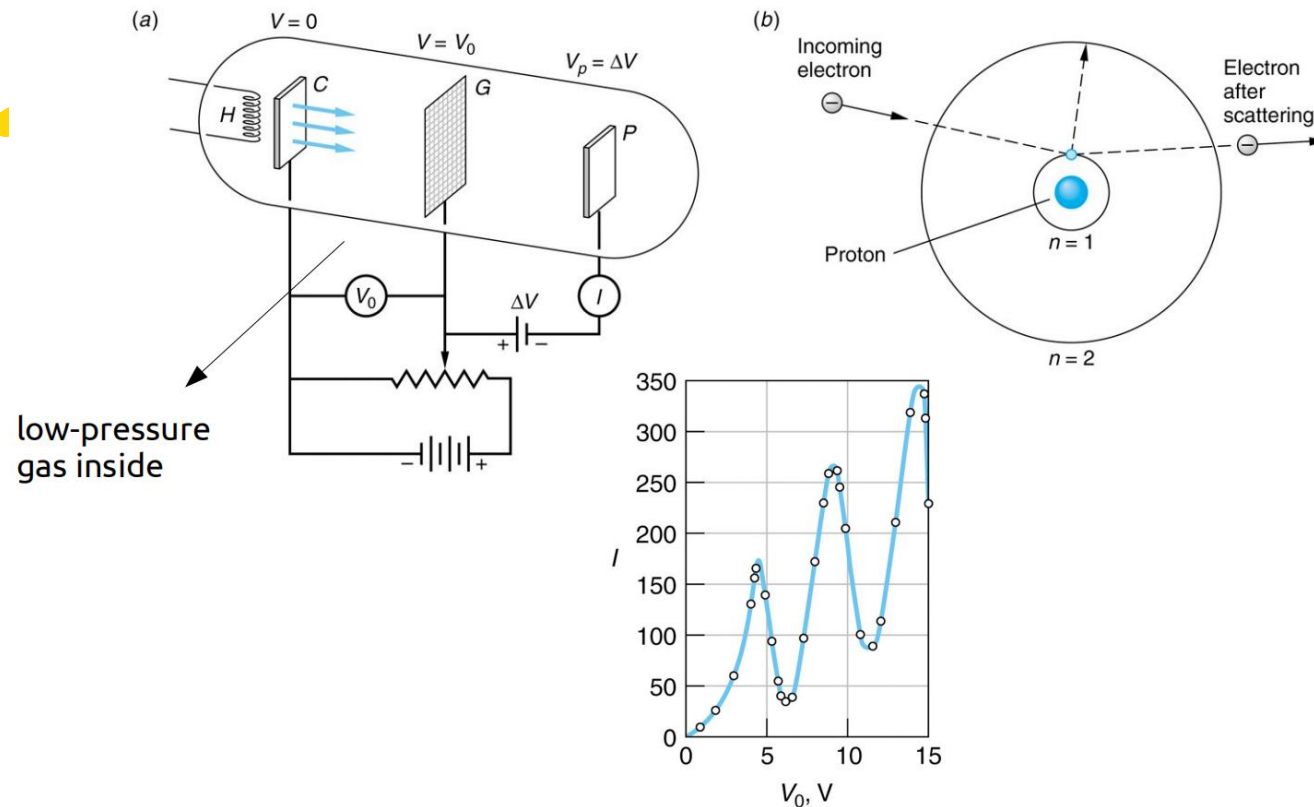 (a)
V = 0
V = V₀
Vₚ = ΔV
H
C
G
P
V₀
ΔV
I
+ −
− +
low-pressure
gas inside
(b)
Incoming
electron
−
Electron
after
scattering
−
Proton
n = 1
n = 2
350
300
250
200
150
100
50
0
I
0 5 10 15
V₀, V